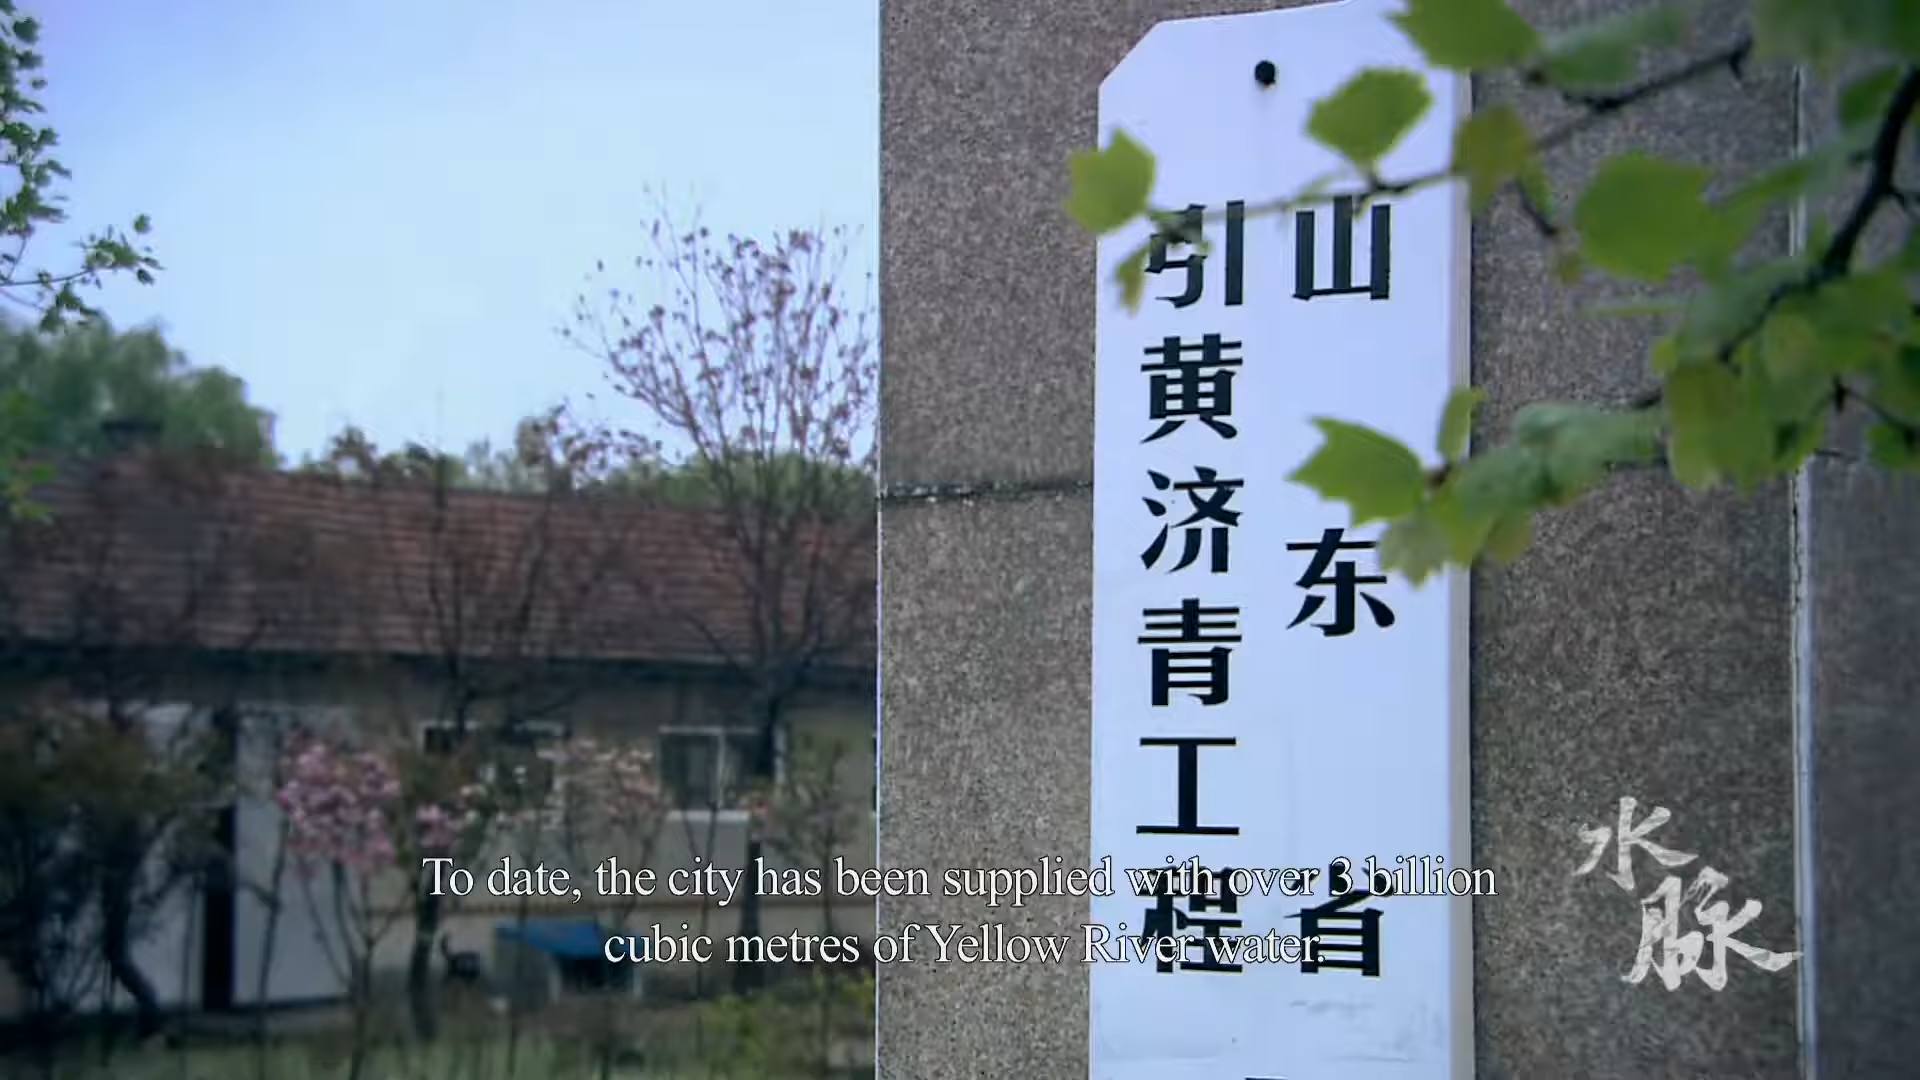 山东省
引黄济青工程
To date, the city has been supplied with over 3 billion
cubic metres of Yellow River water.
水脉